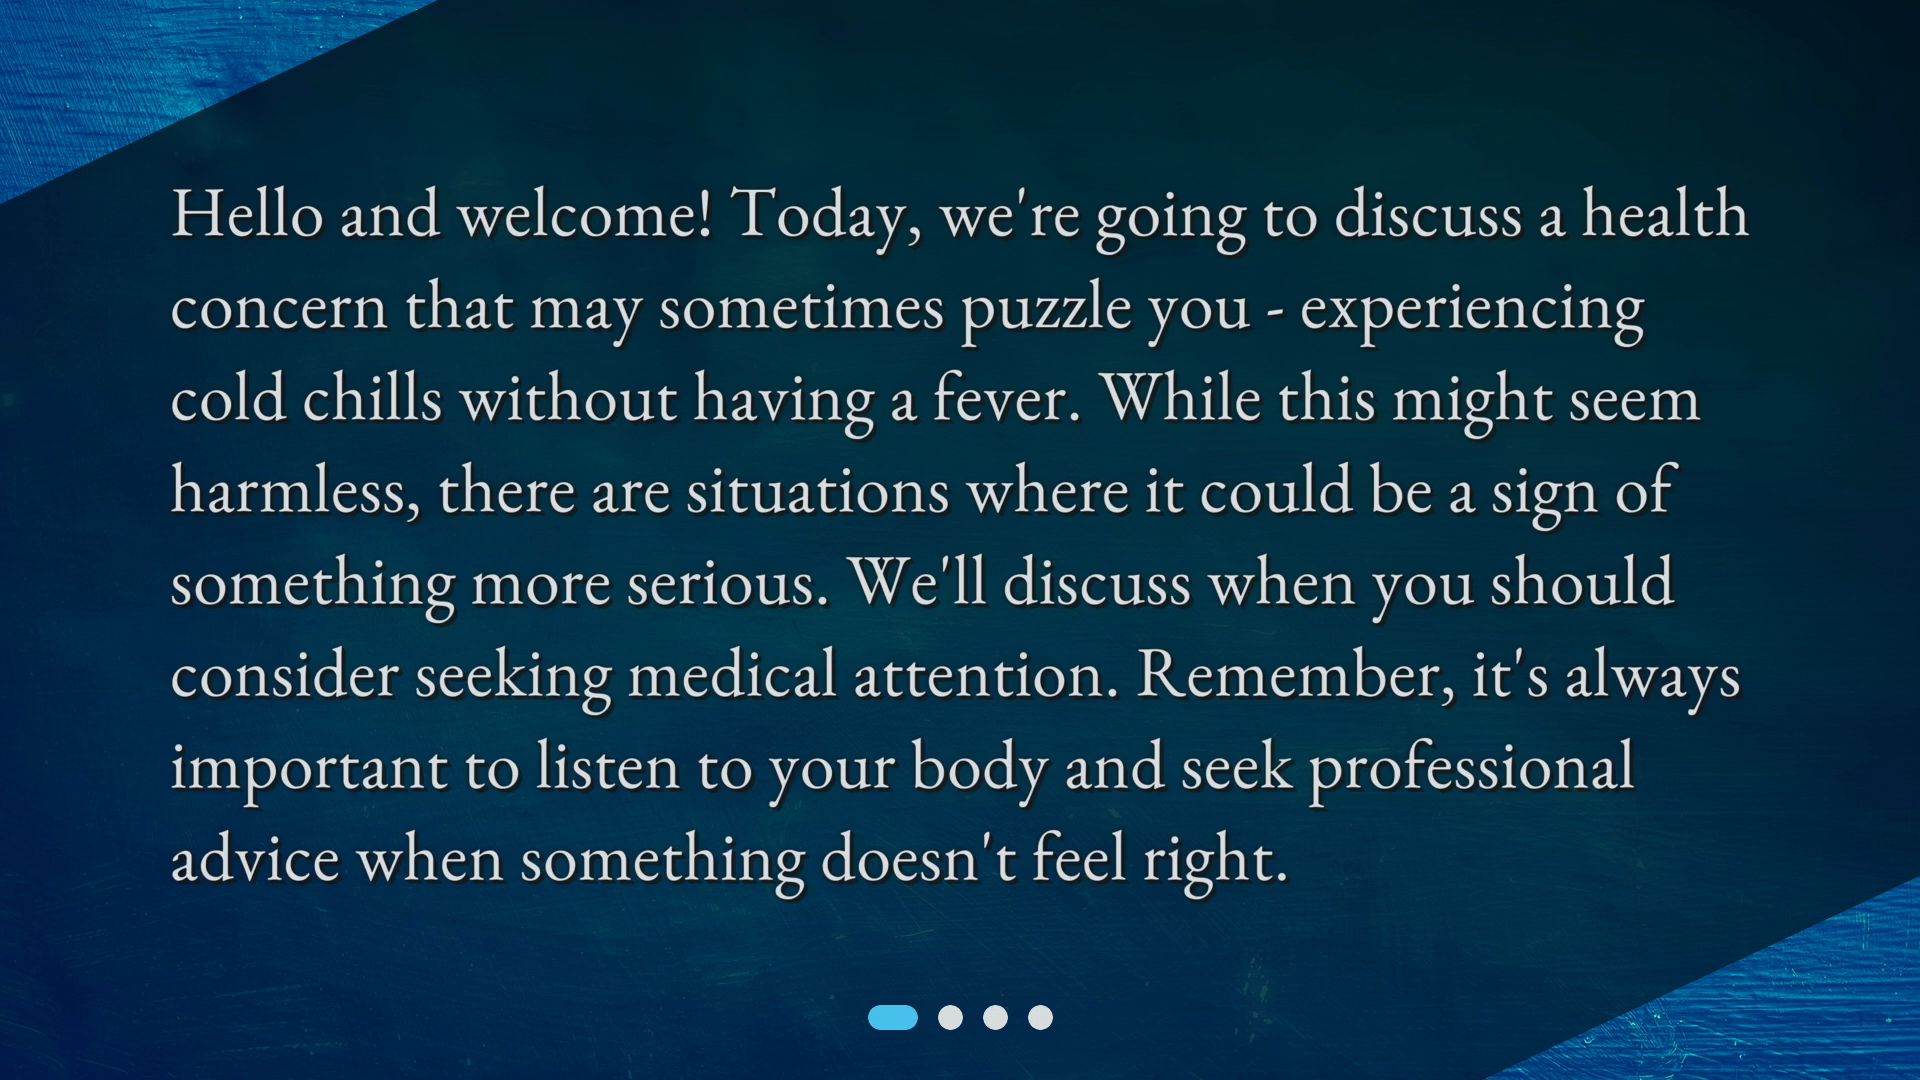 Hello and welcome! Today, we're going to discuss a health
concern that may sometimes puzzle you - experiencing
cold chills without having a fever. While this might seem
harmless, there are situations where it could be a sign of
something more serious. We'll discuss when you should
consider seeking medical attention. Remember, it's always
important to listen to your body and seek professional
advice when something doesn't feel right.